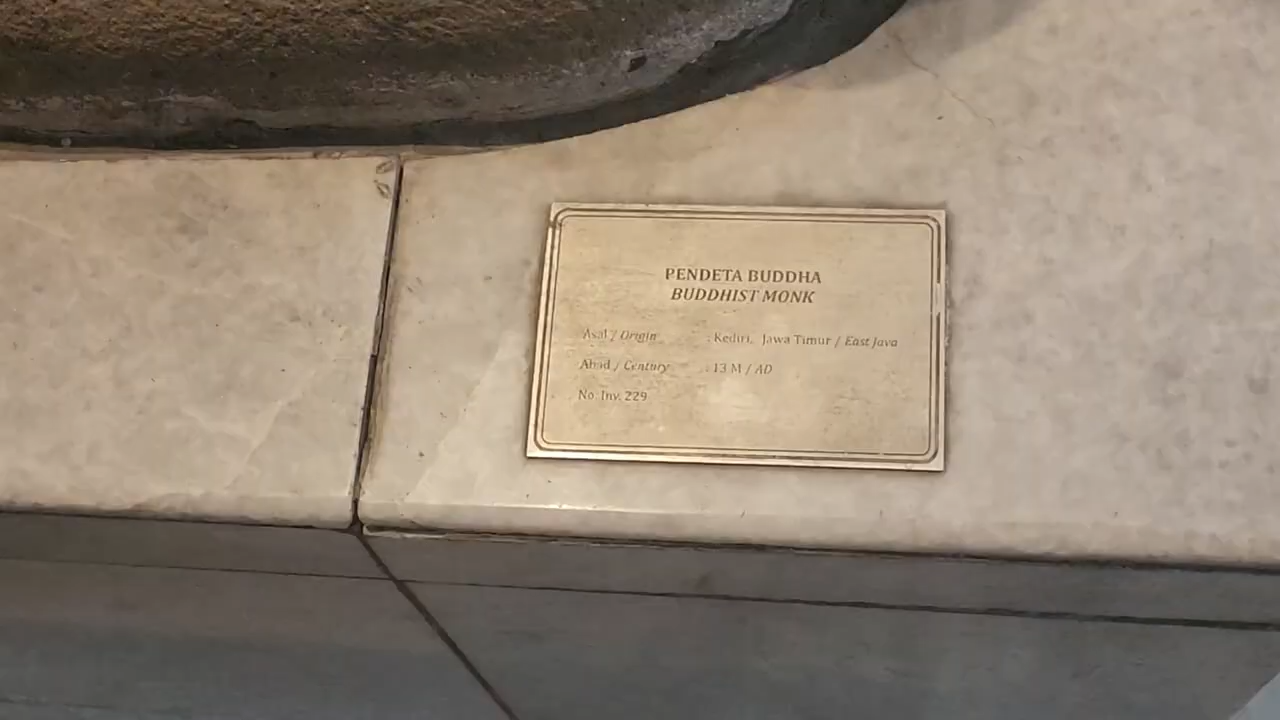 PENDETA BUDDHA
BUDDHIST MONK
Asal / Origin : Kediri, Jawa Timur / East Java
Abad / Century : 13 M / AD
No. Inv. 229